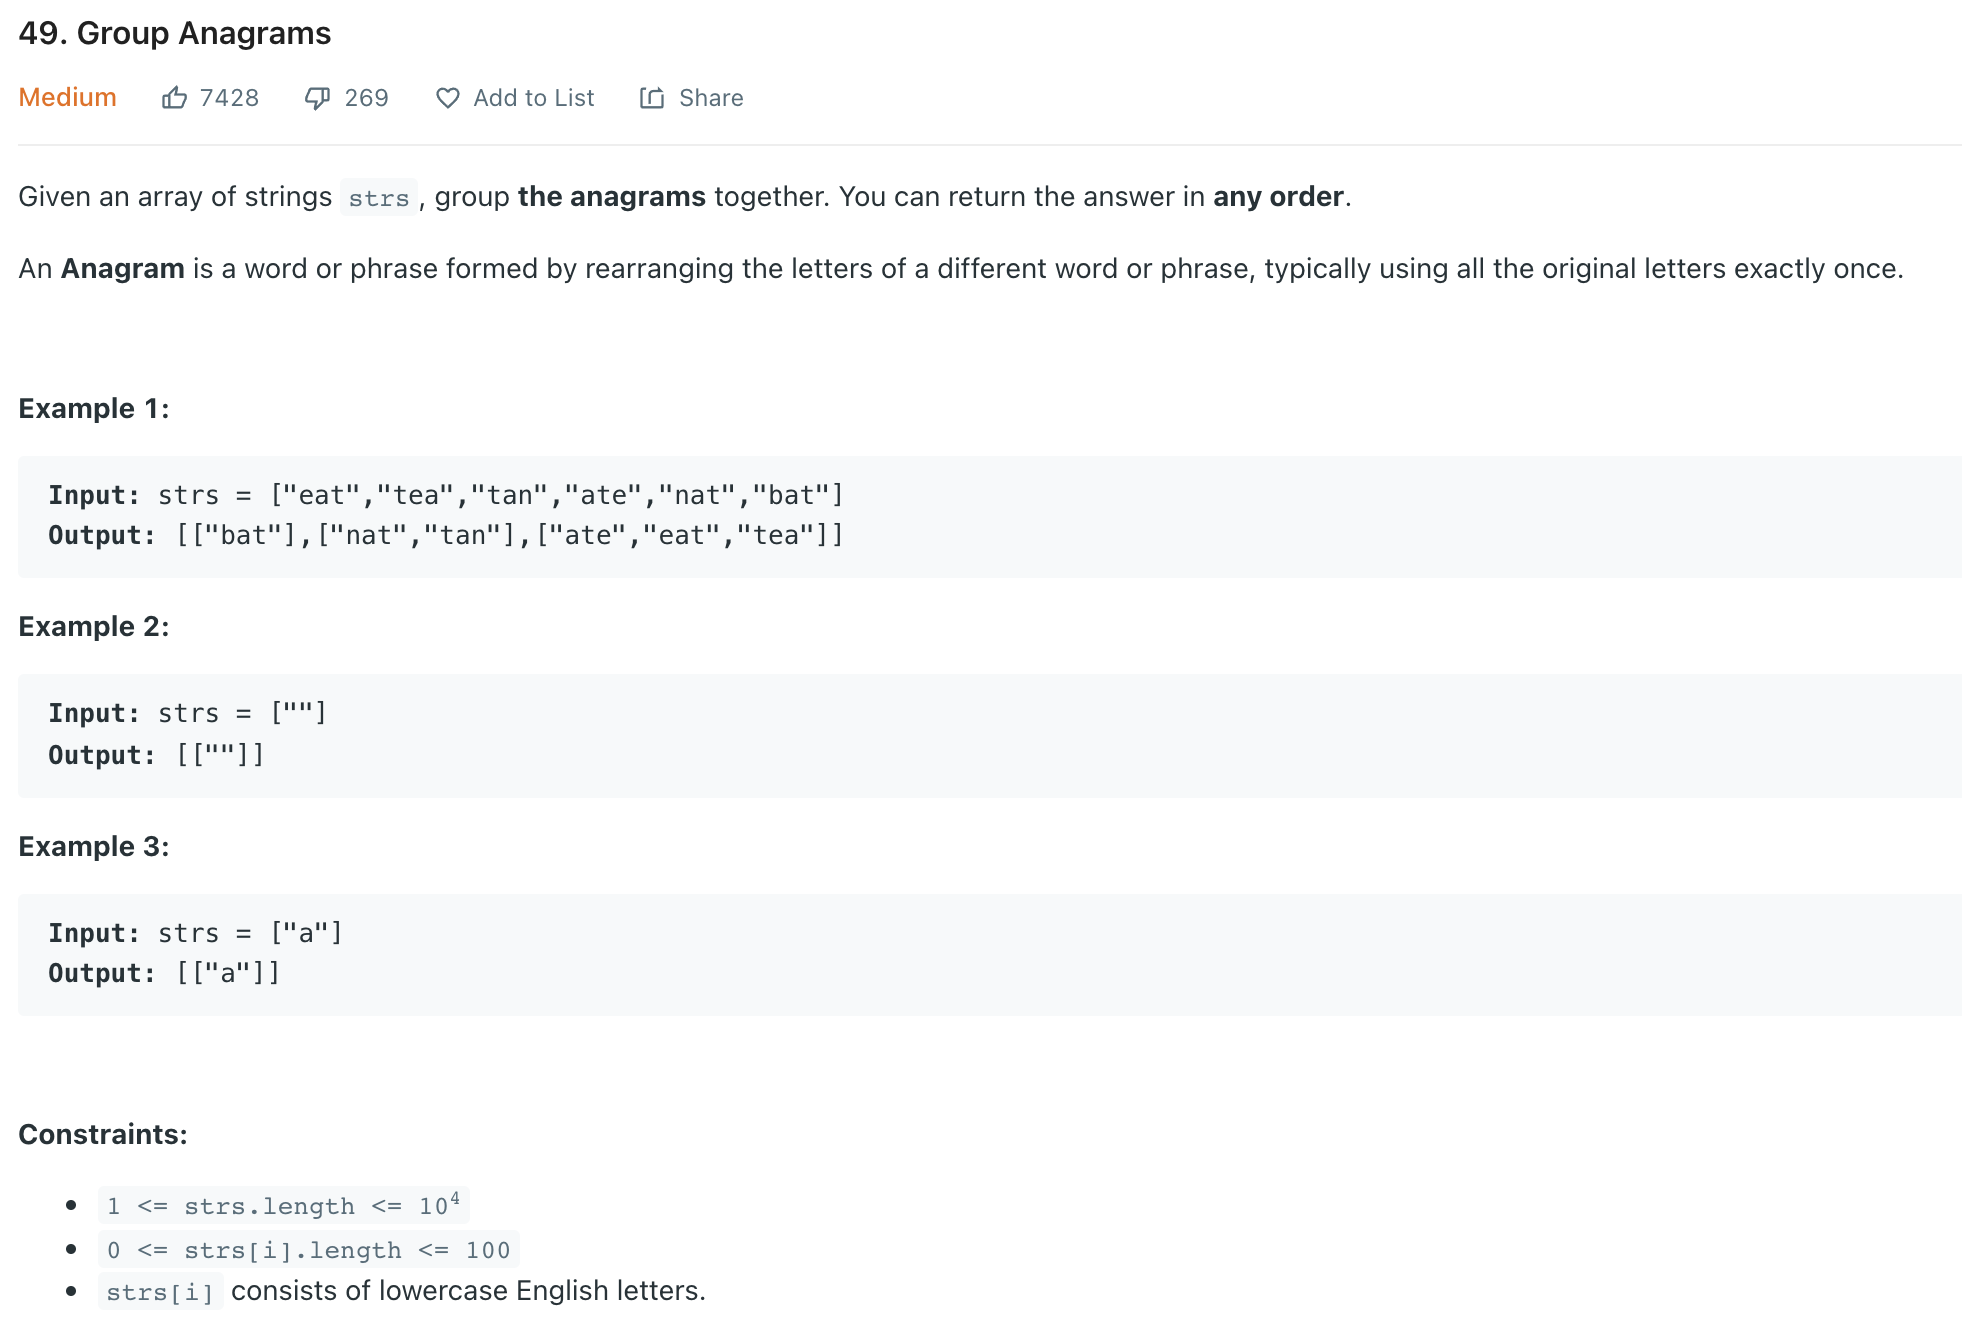 49. Group Anagrams
Medium 7428 269 Add to List Share
Given an array of strings strs, group the anagrams together. You can return the answer in any order.
An Anagram is a word or phrase formed by rearranging the letters of a different word or phrase, typically using all the original letters exactly once.
Example 1:
Input: strs = ["eat","tea","tan","ate","nat","bat"]
Output: [["bat"],["nat","tan"],["ate","eat","tea"]]
Example 2:
Input: strs = [""]
Output: [[""]]
Example 3:
Input: strs = ["a"]
Output: [["a"]]
Constraints:
• 1 <= strs.length <= 10⁴
• 0 <= strs[i].length <= 100
• strs[i] consists of lowercase English letters.